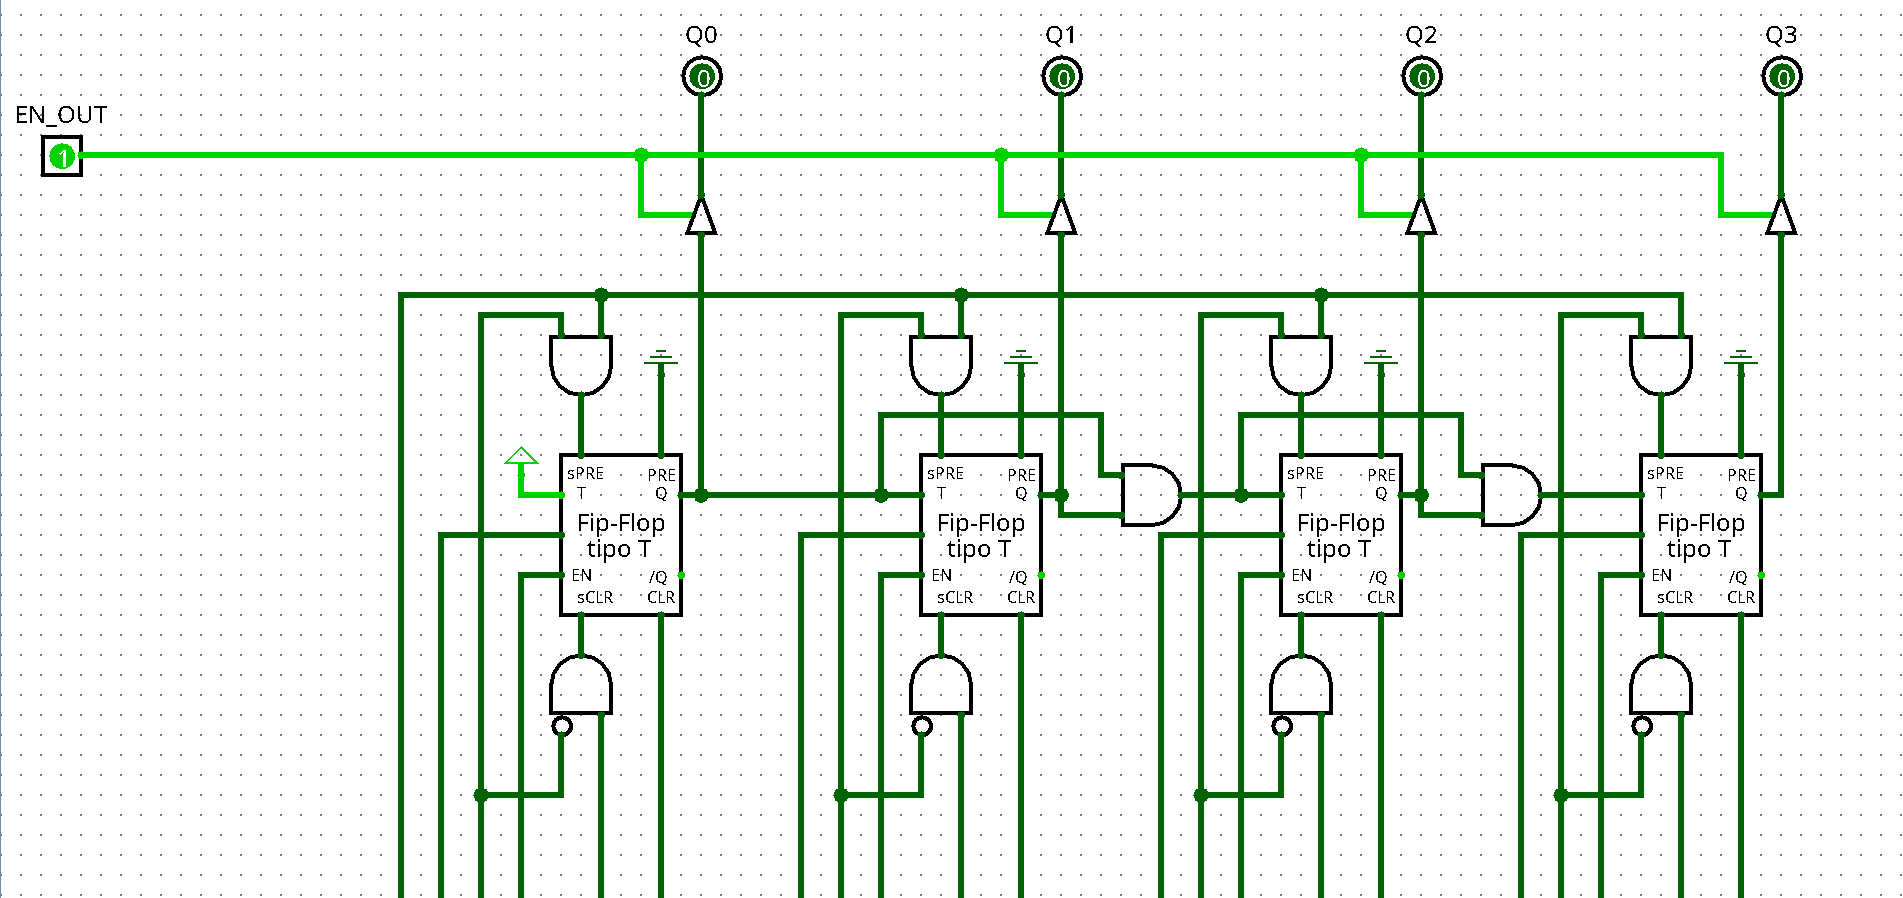 Q0 Q1 Q2 Q3
0 0 0 0
EN_OUT
1
sPRE PRE sPRE PRE sPRE PRE sPRE PRE
T Q T Q T Q T Q
Fip-Flop Fip-Flop Fip-Flop Fip-Flop
tipo T tipo T tipo T tipo T
EN /Q EN /Q EN /Q EN /Q
sCLR CLR sCLR CLR sCLR CLR sCLR CLR